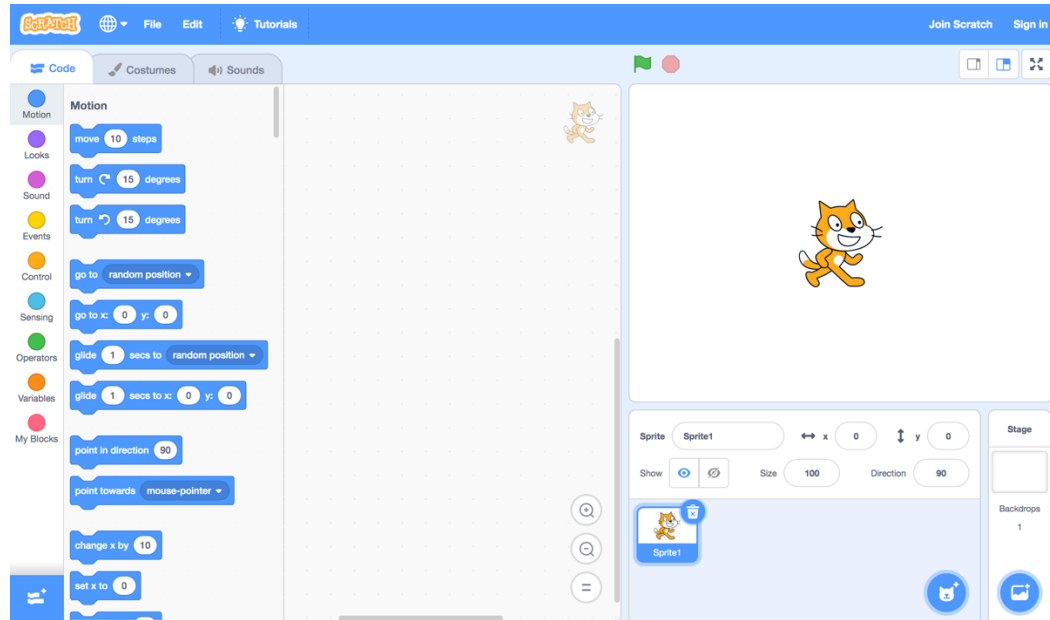 SCRATCH File Edit Tutorials Join Scratch Sign in
Code Costumes Sounds
Motion
Looks
Sound
Events
Control
Sensing
Operators
Variables
My Blocks
Motion
move 10 steps
turn 15 degrees
turn 15 degrees
go to random position
go to x: 0 y: 0
glide 1 secs to random position
glide 1 secs to x: 0 y: 0
point in direction 90
point towards mouse-pointer
change x by 10
set x to 0
Sprite Sprite1 x 0 y 0
Show Size 100 Direction 90
Sprite1
Stage
Backdrops
1